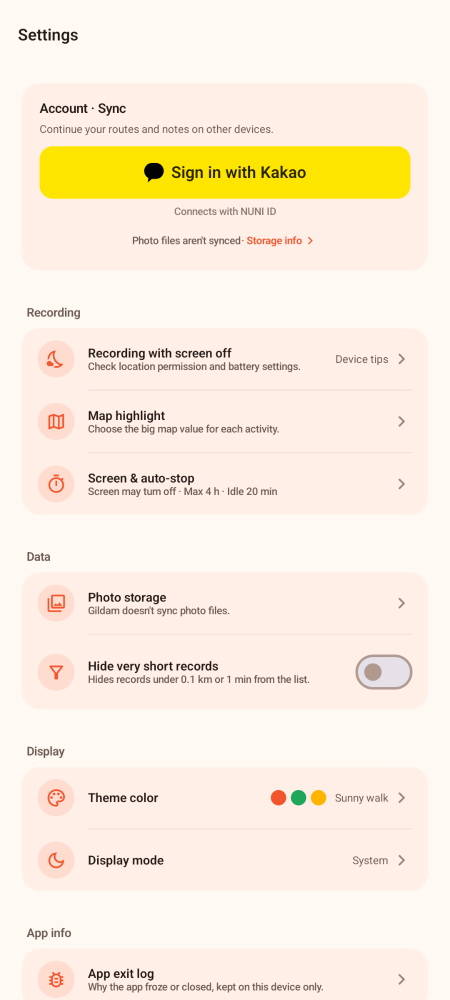 Settings
Account · Sync
Continue your routes and notes on other devices.
Sign in with Kakao
Connects with NUNI ID
Photo files aren't synced · Storage info
Recording
Recording with screen off
Check location permission and battery settings.
Device tips
Map highlight
Choose the big map value for each activity.
Screen & auto-stop
Screen may turn off · Max 4 h · Idle 20 min
Data
Photo storage
Gildam doesn't sync photo files.
Hide very short records
Hides records under 0.1 km or 1 min from the list.
Display
Theme color
Sunny walk
Display mode
System
App info
App exit log
Why the app froze or closed, kept on this device only.